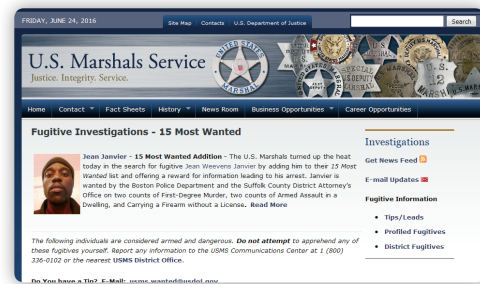 FRIDAY, JUNE 24, 2016
Site Map Contacts U.S. Department of Justice
Search
U.S. Marshals Service
Justice. Integrity. Service.
UNITED STATES
MARSHAL
Home Contact Fact Sheets History News Room Business Opportunities Career Opportunities
Fugitive Investigations - 15 Most Wanted
Jean Janvier - 15 Most Wanted Addition - The U.S. Marshals turned up the heat
today in the search for fugitive Jean Weevens Janvier by adding him to their 15 Most
Wanted list and offering a reward for information leading to his arrest. Janvier is
wanted by the Boston Police Department and the Suffolk County District Attorney's
Office on two counts of First-Degree Murder, two counts of Armed Assault in a
Dwelling, and Carrying a Firearm without a License. Read More
The following individuals are considered armed and dangerous. Do not attempt to apprehend any of
these fugitives yourself. Report any information to the USMS Communications Center at 1 (800)
336-0102 or the nearest USMS District Office.
Do You Have a Tip? E-Mail: usms.wanted@usdoj.gov
Investigations
Get News Feed
E-mail Updates
Fugitive Information
Tips/Leads
Profiled Fugitives
District Fugitives